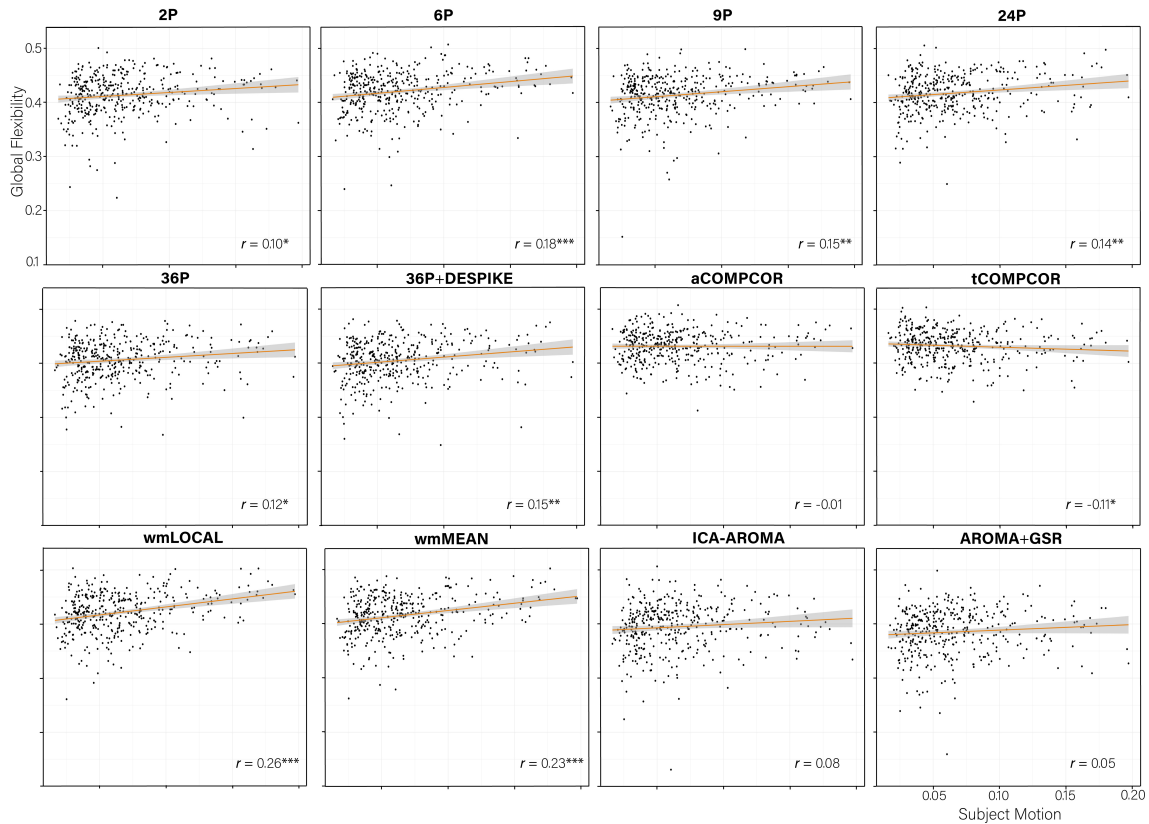 2P 6P 9P 24P
0.5
0.4
0.3
0.2
0.1
Global Flexibility
r = 0.10* r = 0.18*** r = 0.15** r = 0.14**
36P 36P+DESPIKE aCOMPCOR tCOMPCOR
r = 0.12* r = 0.15** r = -0.01 r = -0.11*
wmLOCAL wmMEAN ICA-AROMA AROMA+GSR
r = 0.26*** r = 0.23*** r = 0.08 r = 0.05
0.05 0.10 0.15 0.20
Subject Motion